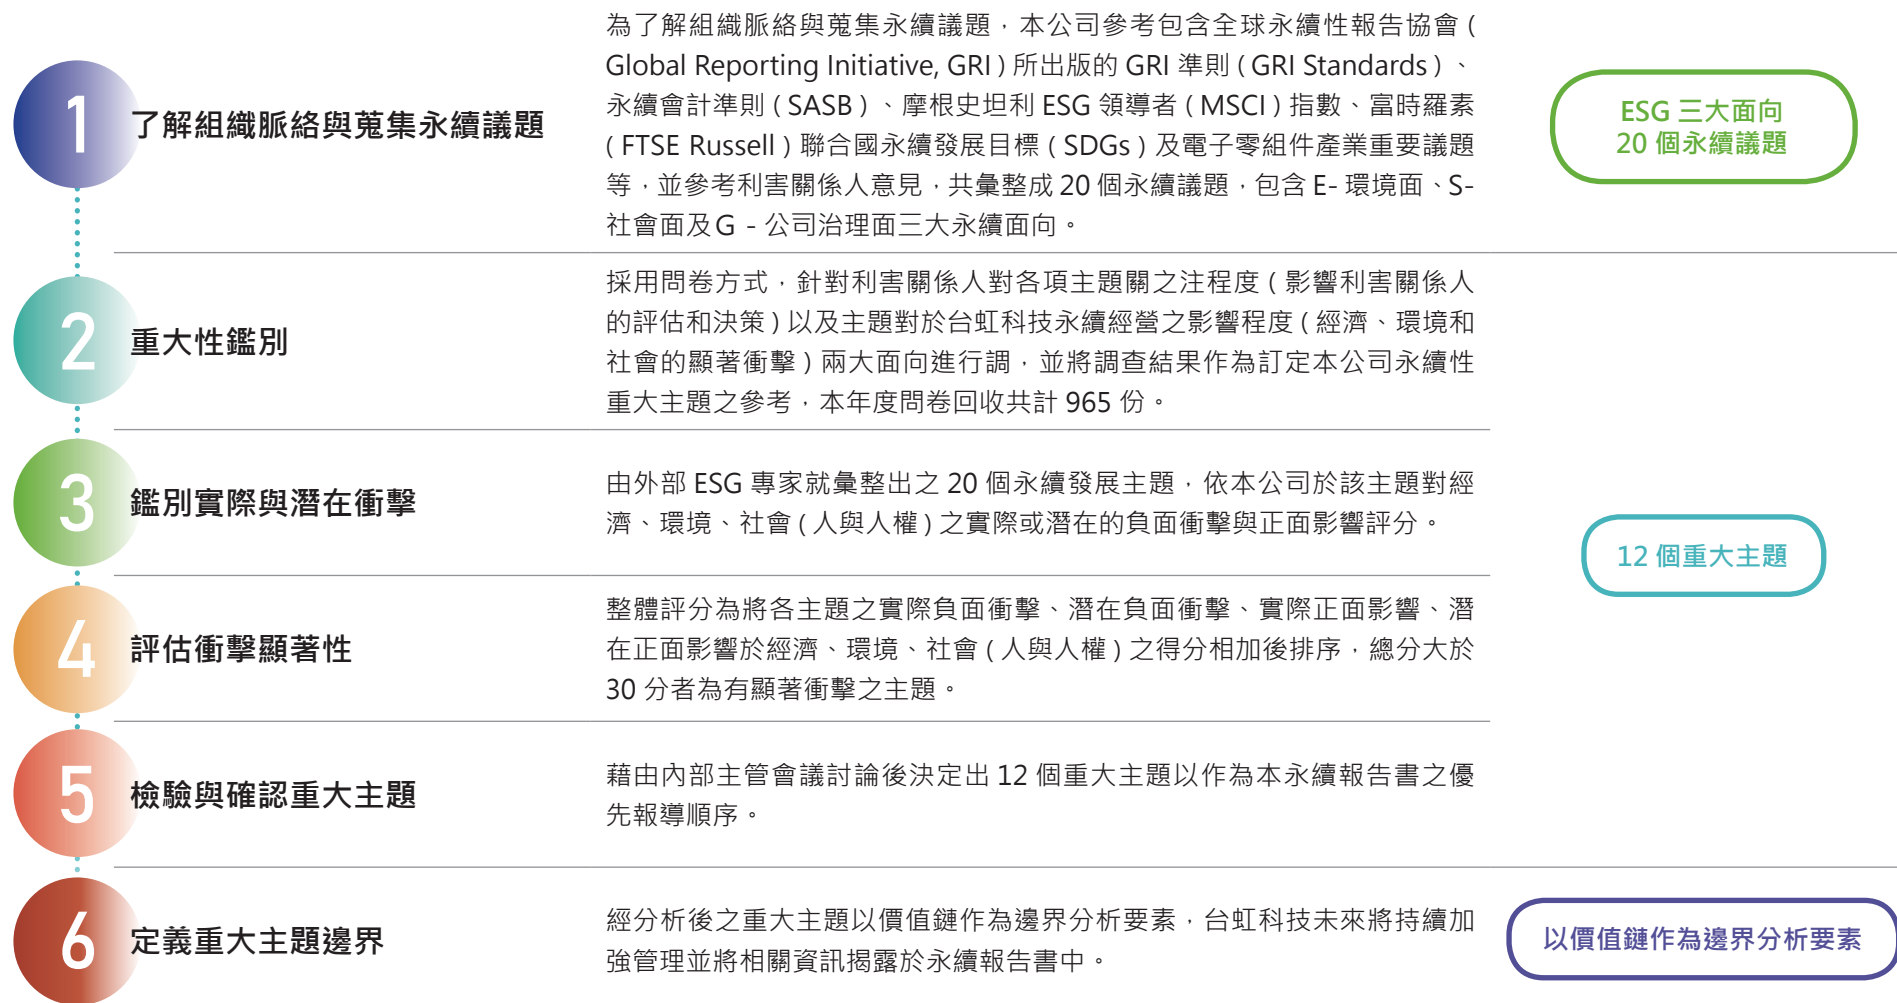 1
了解組織脈絡與蒐集永續議題
為了解組織脈絡與蒐集永續議題，本公司參考包含全球永續性報告協會 (
Global Reporting Initiative, GRI ) 所出版的 GRI 準則 ( GRI Standards ) 、
永續會計準則 ( SASB ) 、摩根史坦利 ESG 領導者 ( MSCI ) 指數、富時羅素
( FTSE Russell ) 聯合國永續發展目標 ( SDGs ) 及電子零組件產業重要議題
等，並參考利害關係人意見，共彙整成 20 個永續議題，包含 E- 環境面、S-
社會面及G - 公司治理面三大永續面向。
ESG 三大面向
20 個永續議題
2
重大性鑑別
採用問卷方式，針對利害關係人對各項主題關之注程度 ( 影響利害關係人
的評估和決策 ) 以及主題對於台虹科技永續經營之影響程度 ( 經濟、環境和
社會的顯著衝擊 ) 兩大面向進行調，並將調查結果作為訂定本公司永續性
重大主題之參考，本年度問卷回收共計 965 份。
3
鑑別實際與潛在衝擊
由外部 ESG 專家就彙整出之 20 個永續發展主題，依本公司於該主題對經
濟、環境、社會 ( 人與人權 ) 之實際或潛在的負面衝擊與正面影響評分。
12 個重大主題
4
評估衝擊顯著性
整體評分為將各主題之實際負面衝擊、潛在負面衝擊、實際正面影響、潛
在正面影響於經濟、環境、社會 ( 人與人權 ) 之得分相加後排序，總分大於
30 分者為有顯著衝擊之主題。
5
檢驗與確認重大主題
藉由內部主管會議討論後決定出 12 個重大主題以作為本永續報告書之優
先報導順序。
6
定義重大主題邊界
經分析後之重大主題以價值鏈作為邊界分析要素，台虹科技未來將持續加
強管理並將相關資訊揭露於永續報告書中。
以價值鏈作為邊界分析要素